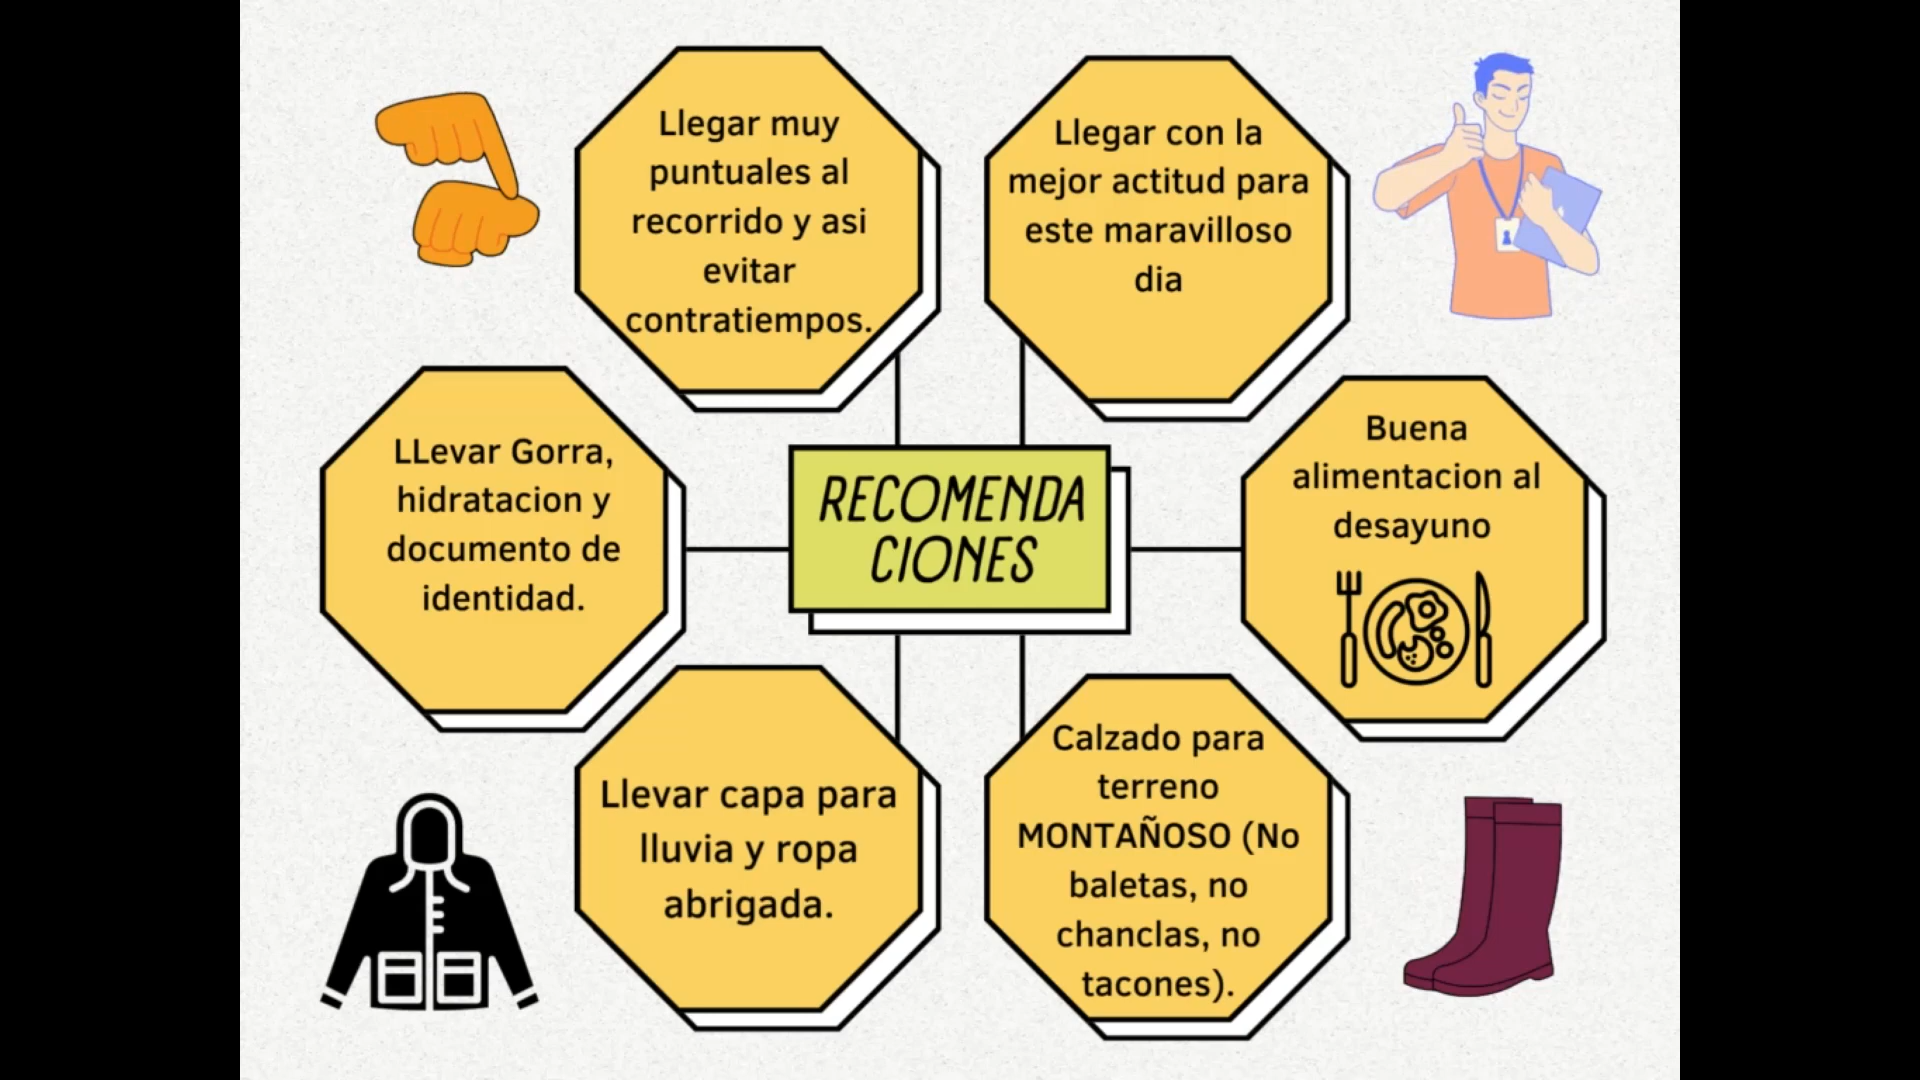 Llegar muy
puntuales al
recorrido y asi
evitar
contratiempos.
Llegar con la
mejor actitud para
este maravilloso
dia
LLevar Gorra,
hidratacion y
documento de
identidad.
RECOMENDA
CIONES
Buena
alimentacion al
desayuno
Llevar capa para
lluvia y ropa
abrigada.
Calzado para
terreno
MONTAÑOSO (No
baletas, no
chanclas, no
tacones).